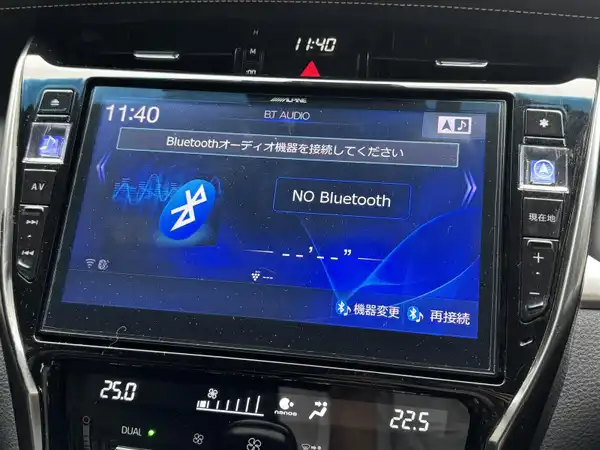 H
M
:00
11:40
ALPINE
11:40
BT AUDIO
Bluetoothオーディオ機器を接続してください
NO Bluetooth
AV
現在地
--'--"
---
機器変更
再接続
+
-
25.0
nanoe
22.5
DUAL